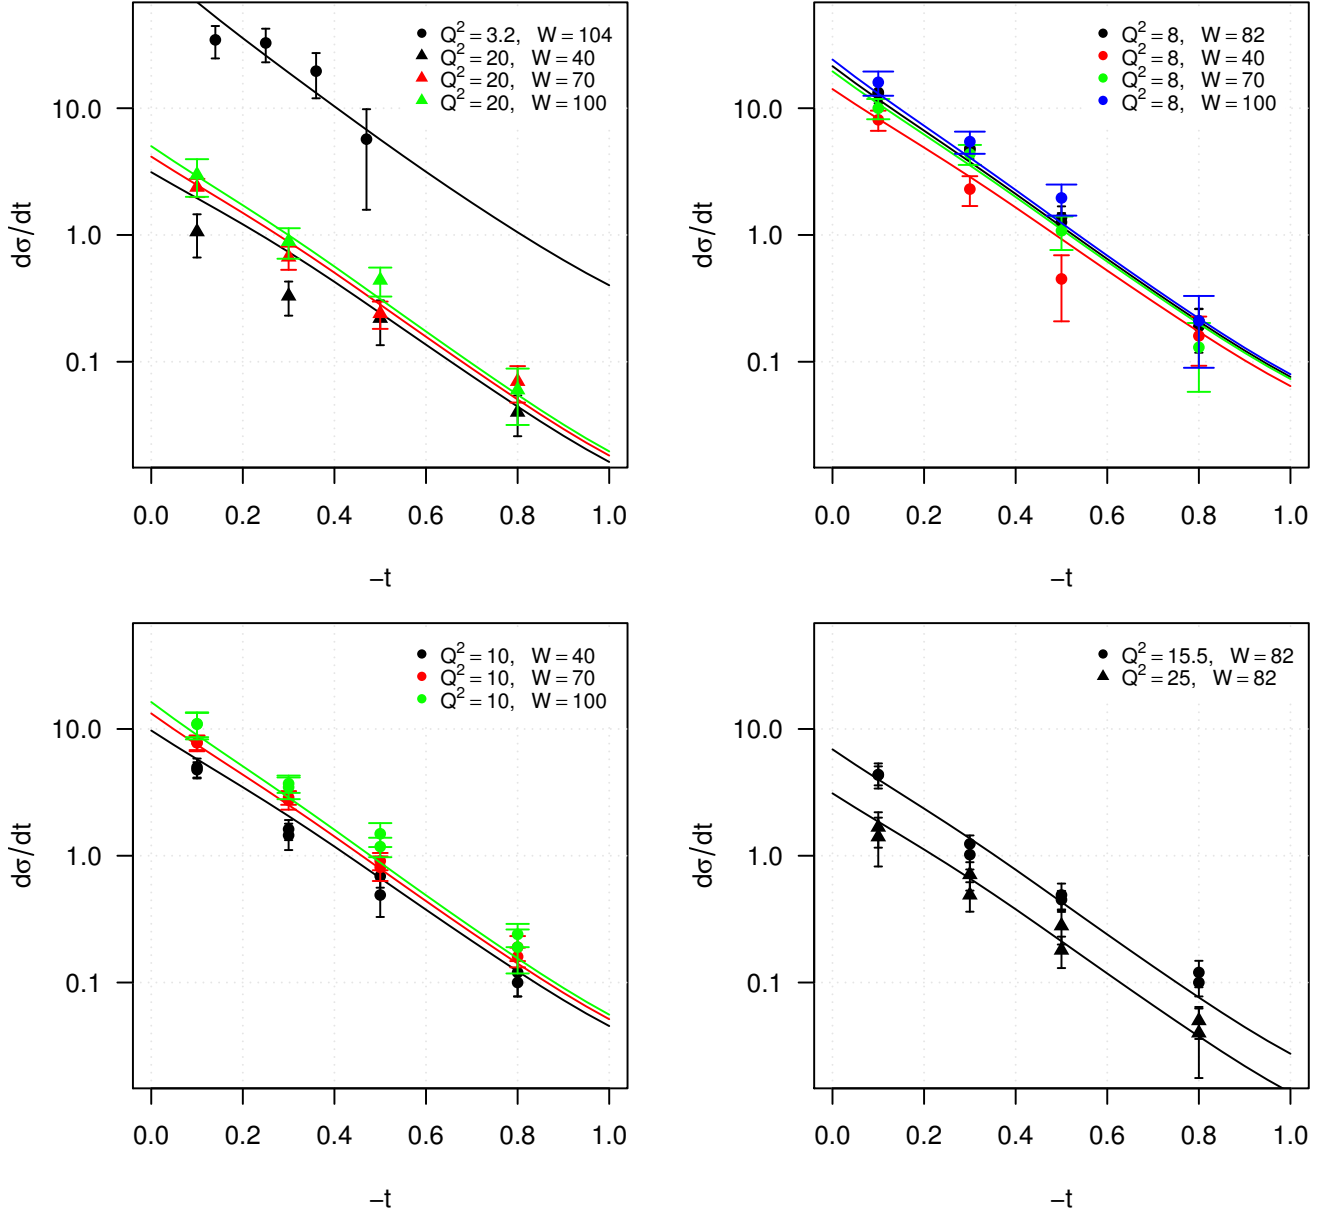 Q² = 3.2, W = 104
Q² = 20, W = 40
Q² = 20, W = 70
Q² = 20, W = 100
10.0
1.0
0.1
dσ/dt
0.0 0.2 0.4 0.6 0.8 1.0
−t
Q² = 8, W = 82
Q² = 8, W = 40
Q² = 8, W = 70
Q² = 8, W = 100
10.0
1.0
0.1
dσ/dt
0.0 0.2 0.4 0.6 0.8 1.0
−t
Q² = 10, W = 40
Q² = 10, W = 70
Q² = 10, W = 100
10.0
1.0
0.1
dσ/dt
0.0 0.2 0.4 0.6 0.8 1.0
−t
Q² = 15.5, W = 82
Q² = 25, W = 82
10.0
1.0
0.1
dσ/dt
0.0 0.2 0.4 0.6 0.8 1.0
−t